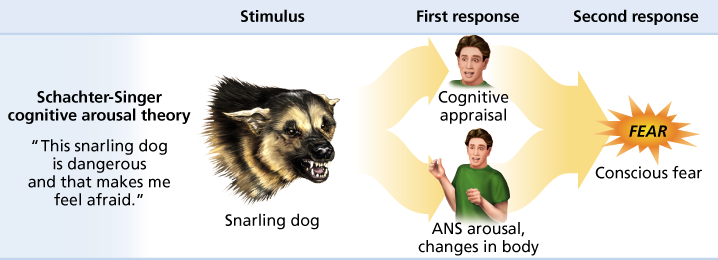 Stimulus
First response
Second response
Schachter-Singer
cognitive arousal theory
“This snarling dog
is dangerous
and that makes me
feel afraid.”
Snarling dog
Cognitive
appraisal
ANS arousal,
changes in body
FEAR
Conscious fear